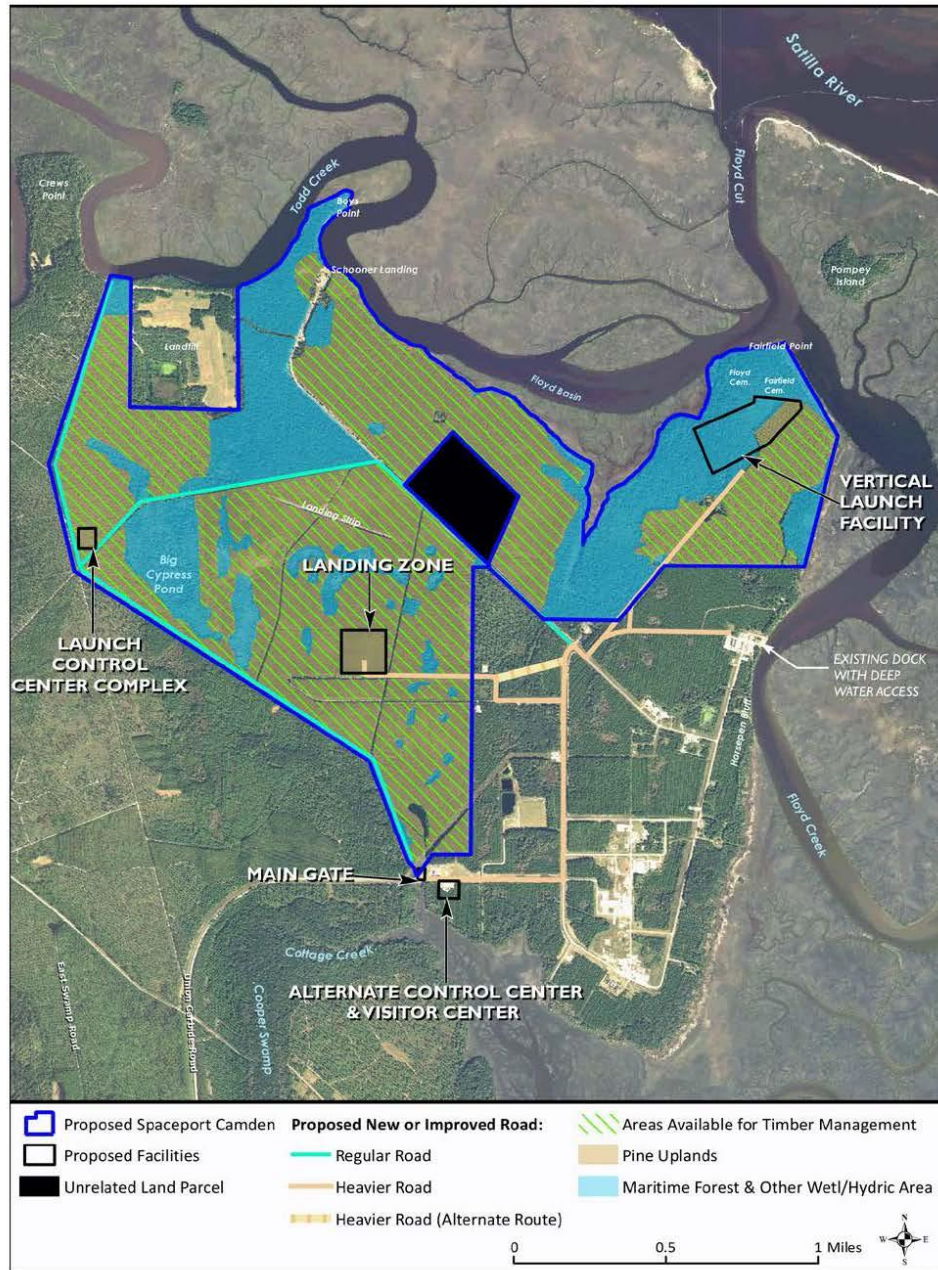 Satilla River
Floyd Cut
Crews
Point
Todd Creek
Boys
Point
Schooner Landing
Pompey
Island
Landfill
Floyd Basin
Fairfield Point
Floyd
Cem.
Fairfield
Cem.
VERTICAL
LAUNCH
FACILITY
Landing Strip
Big
Cypress
Pond
LANDING ZONE
LAUNCH
CONTROL
CENTER COMPLEX
EXISTING DOCK
WITH DEEP
WATER ACCESS
Horsepen Bluff
Floyd Creek
MAIN GATE
Cottage Creek
ALTERNATE CONTROL CENTER
& VISITOR CENTER
East Swamp Road
Union Carbide Road
Cooper Swamp
Proposed Spaceport Camden
Proposed Facilities
Unrelated Land Parcel
Proposed New or Improved Road:
Regular Road
Heavier Road
Heavier Road (Alternate Route)
Areas Available for Timber Management
Pine Uplands
Maritime Forest & Other Wetl/Hydric Area
0 0.5 1 Miles
N
W E
S